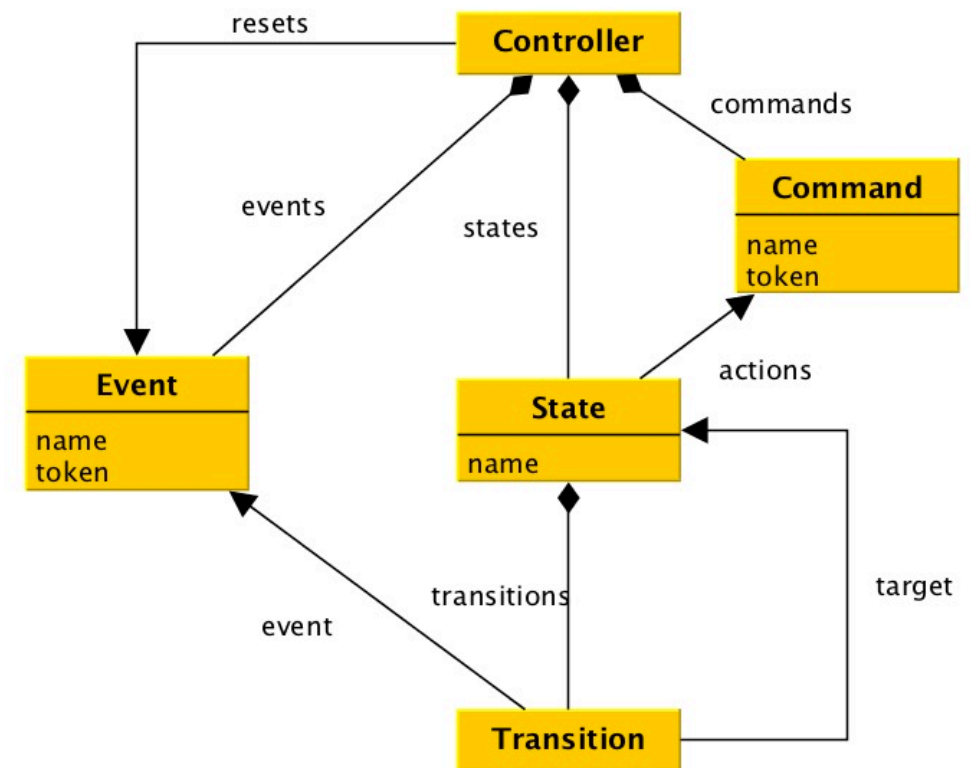 resets
Controller
commands
Command
name
token
events
states
actions
Event
name
token
State
name
transitions
target
event
Transition